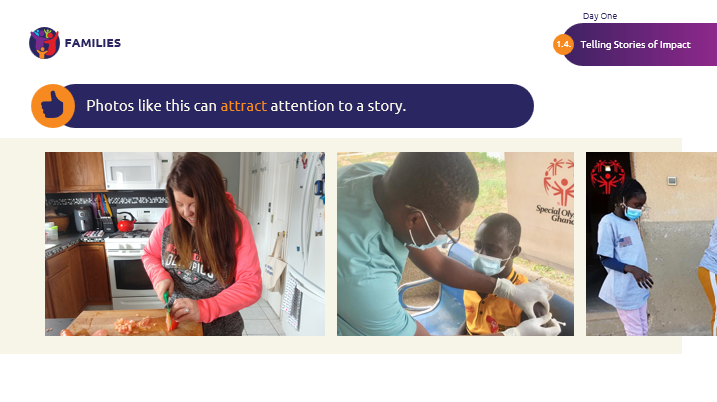 Day One
FAMILIES
1.4.
Telling Stories of Impact
Photos like this can attract attention to a story.
Special Oly
Ghana